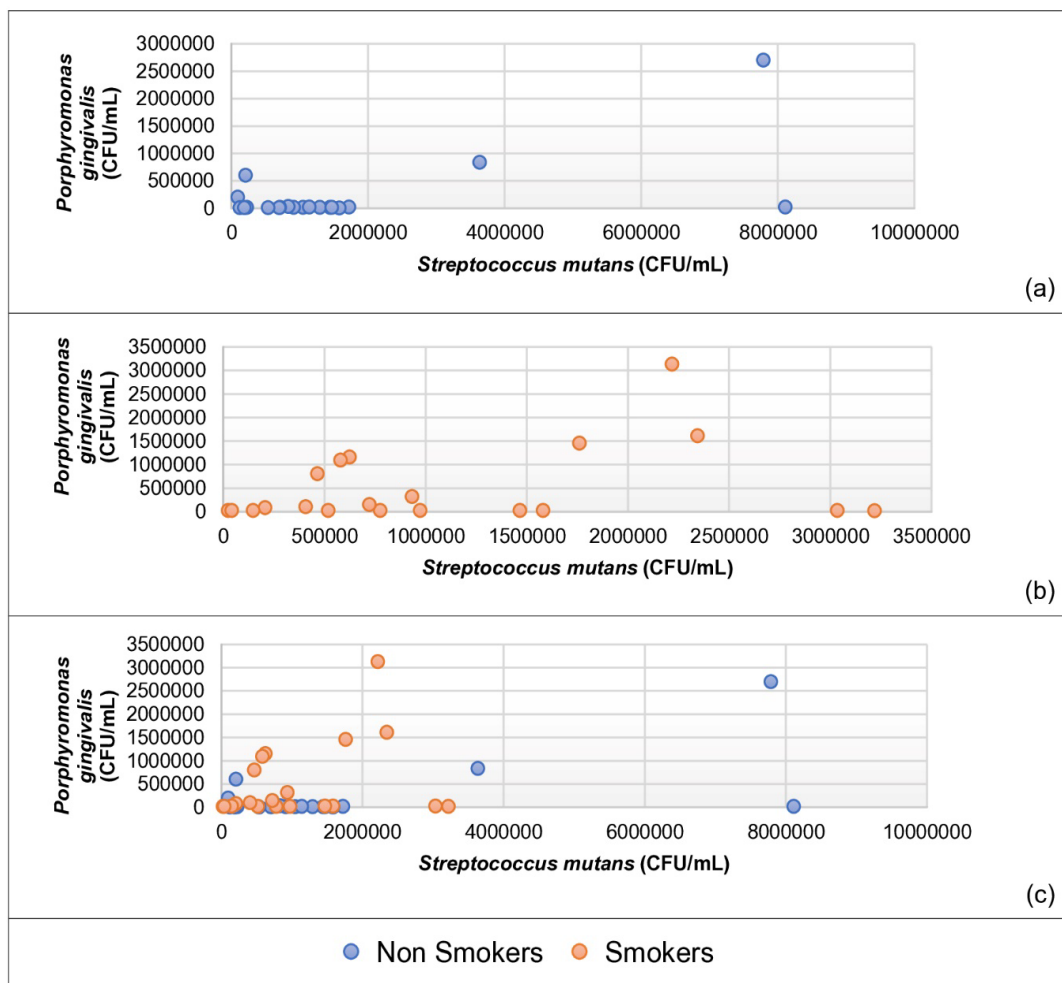 3000000
2500000
2000000
1500000
1000000
500000
0
Porphyromonas
gingivalis
(CFU/mL)
0 2000000 4000000 6000000 8000000 10000000
Streptococcus mutans (CFU/mL)
(a)
3500000
3000000
2500000
2000000
1500000
1000000
500000
0
Porphyromonas
gingivalis
(CFU/mL)
0 500000 1000000 1500000 2000000 2500000 3000000 3500000
Streptococcus mutans (CFU/mL)
(b)
3500000
3000000
2500000
2000000
1500000
1000000
500000
0
Porphyromonas
gingivalis
(CFU/mL)
0 2000000 4000000 6000000 8000000 10000000
Streptococcus mutans (CFU/mL)
(c)
Non Smokers Smokers